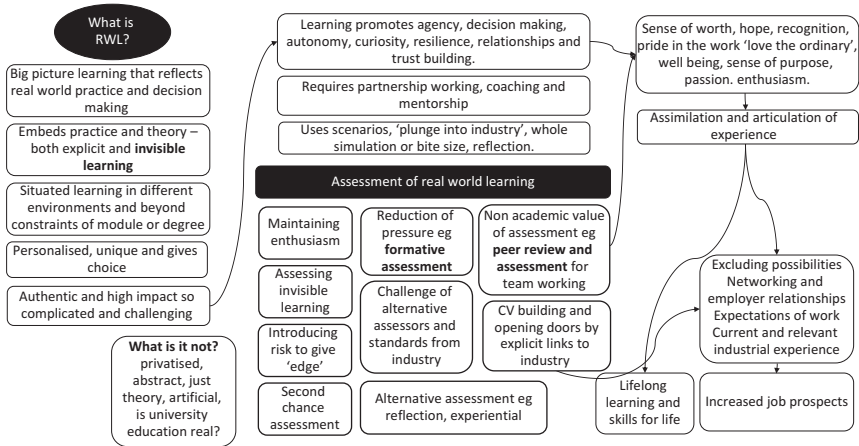 What is
RWL?
Big picture learning that reflects
real world practice and decision
making
Embeds practice and theory –
both explicit and invisible
learning
Situated learning in different
environments and beyond
constraints of module or degree
Personalised, unique and gives
choice
Authentic and high impact so
complicated and challenging
What is it not?
privatised,
abstract, just
theory, artificial,
is university
education real?
Learning promotes agency, decision making,
autonomy, curiosity, resilience, relationships and
trust building.
Requires partnership working, coaching and
mentorship
Uses scenarios, ‘plunge into industry’, whole
simulation or bite size, reflection.
Assessment of real world learning
Maintaining
enthusiasm
Assessing
invisible
learning
Introducing
risk to give
‘edge’
Second
chance
assessment
Reduction of
pressure eg
formative
assessment
Challenge of
alternative
assessors and
standards from
industry
Alternative assessment eg
reflection, experiential
Non academic value
of assessment eg
peer review and
assessment for
team working
CV building and
opening doors by
explicit links to
industry
Sense of worth, hope, recognition,
pride in the work ‘love the ordinary’,
well being, sense of purpose,
passion. enthusiasm.
Assimilation and articulation of
experience
Excluding possibilities
Networking and
employer relationships
Expectations of work
Current and relevant
industrial experience
Lifelong
learning and
skills for life
Increased job prospects